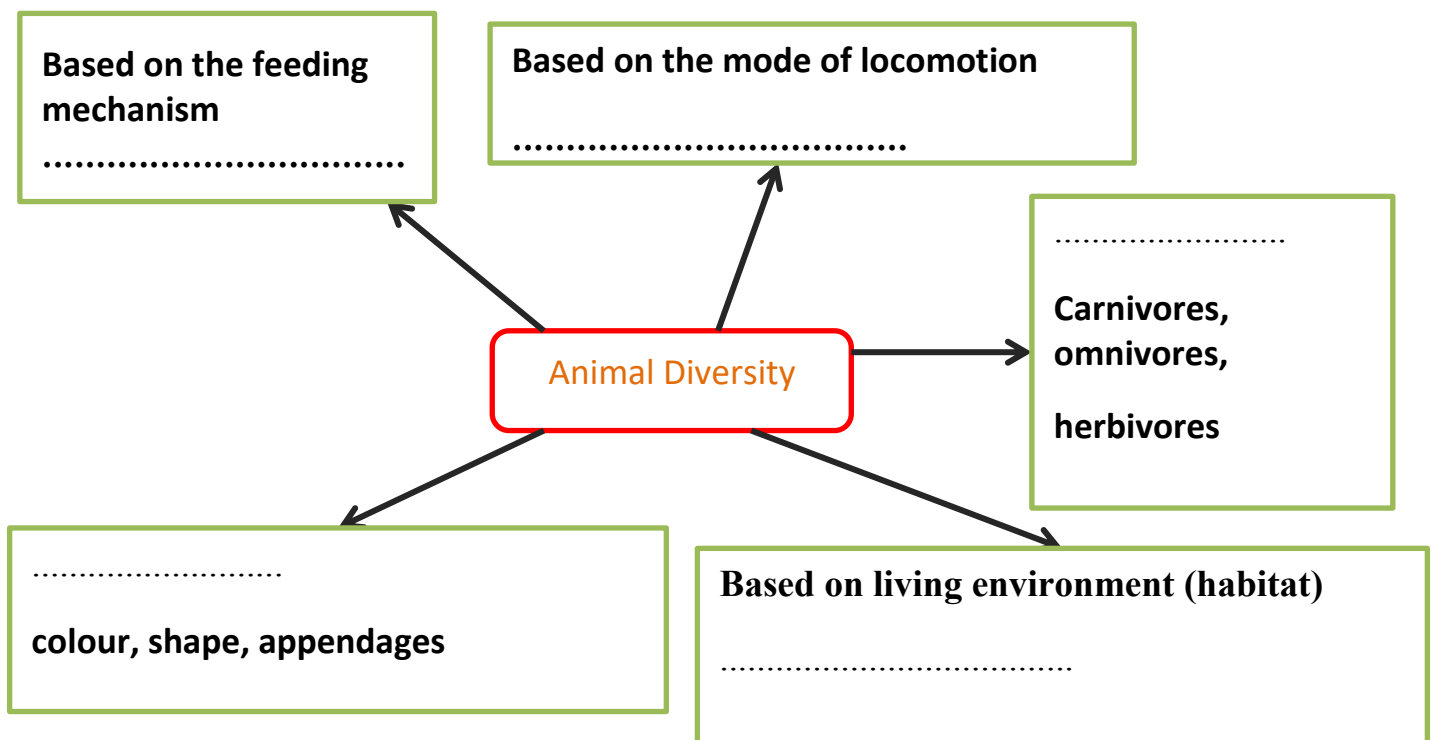 Based on the feeding
mechanism
..................................
Based on the mode of locomotion
.....................................
.........................
Carnivores,
omnivores,
herbivores
Animal Diversity
...........................
colour, shape, appendages
Based on living environment (habitat)
......................................